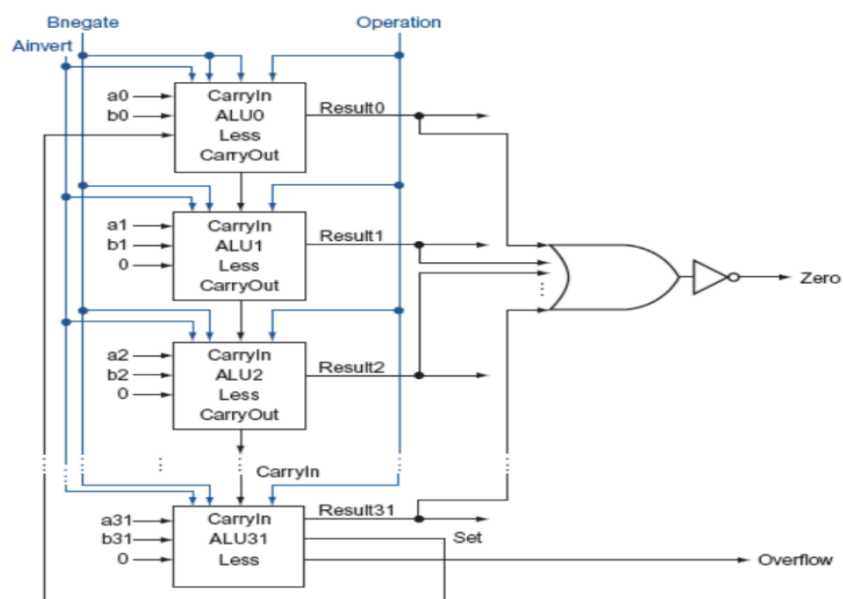 Bnegate
Operation
Ainvert
a0
b0
CarryIn
ALU0
Less
CarryOut
Result0
a1
b1
0
CarryIn
ALU1
Less
CarryOut
Result1
Zero
a2
b2
0
CarryIn
ALU2
Less
CarryOut
Result2
CarryIn
a31
b31
0
CarryIn
ALU31
Less
Result31
Set
Overflow